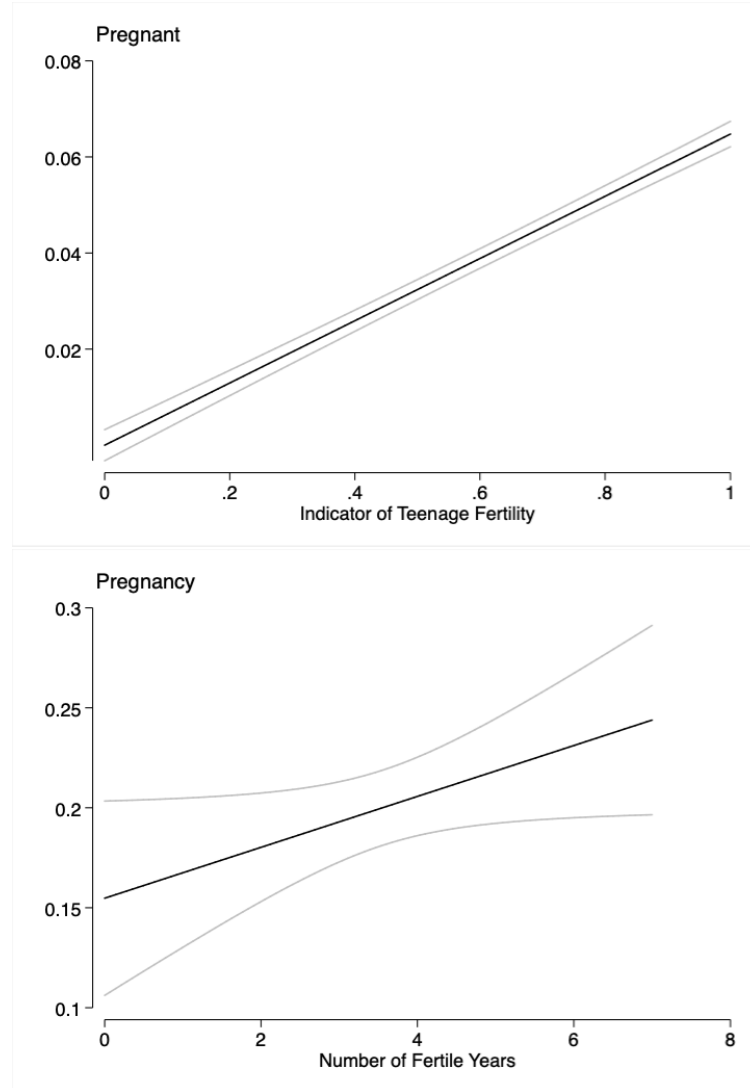 Pregnant
0.08
0.06
0.04
0.02
0 .2 .4 .6 .8 1
Indicator of Teenage Fertility
Pregnancy
0.3
0.25
0.2
0.15
0.1
0 2 4 6 8
Number of Fertile Years